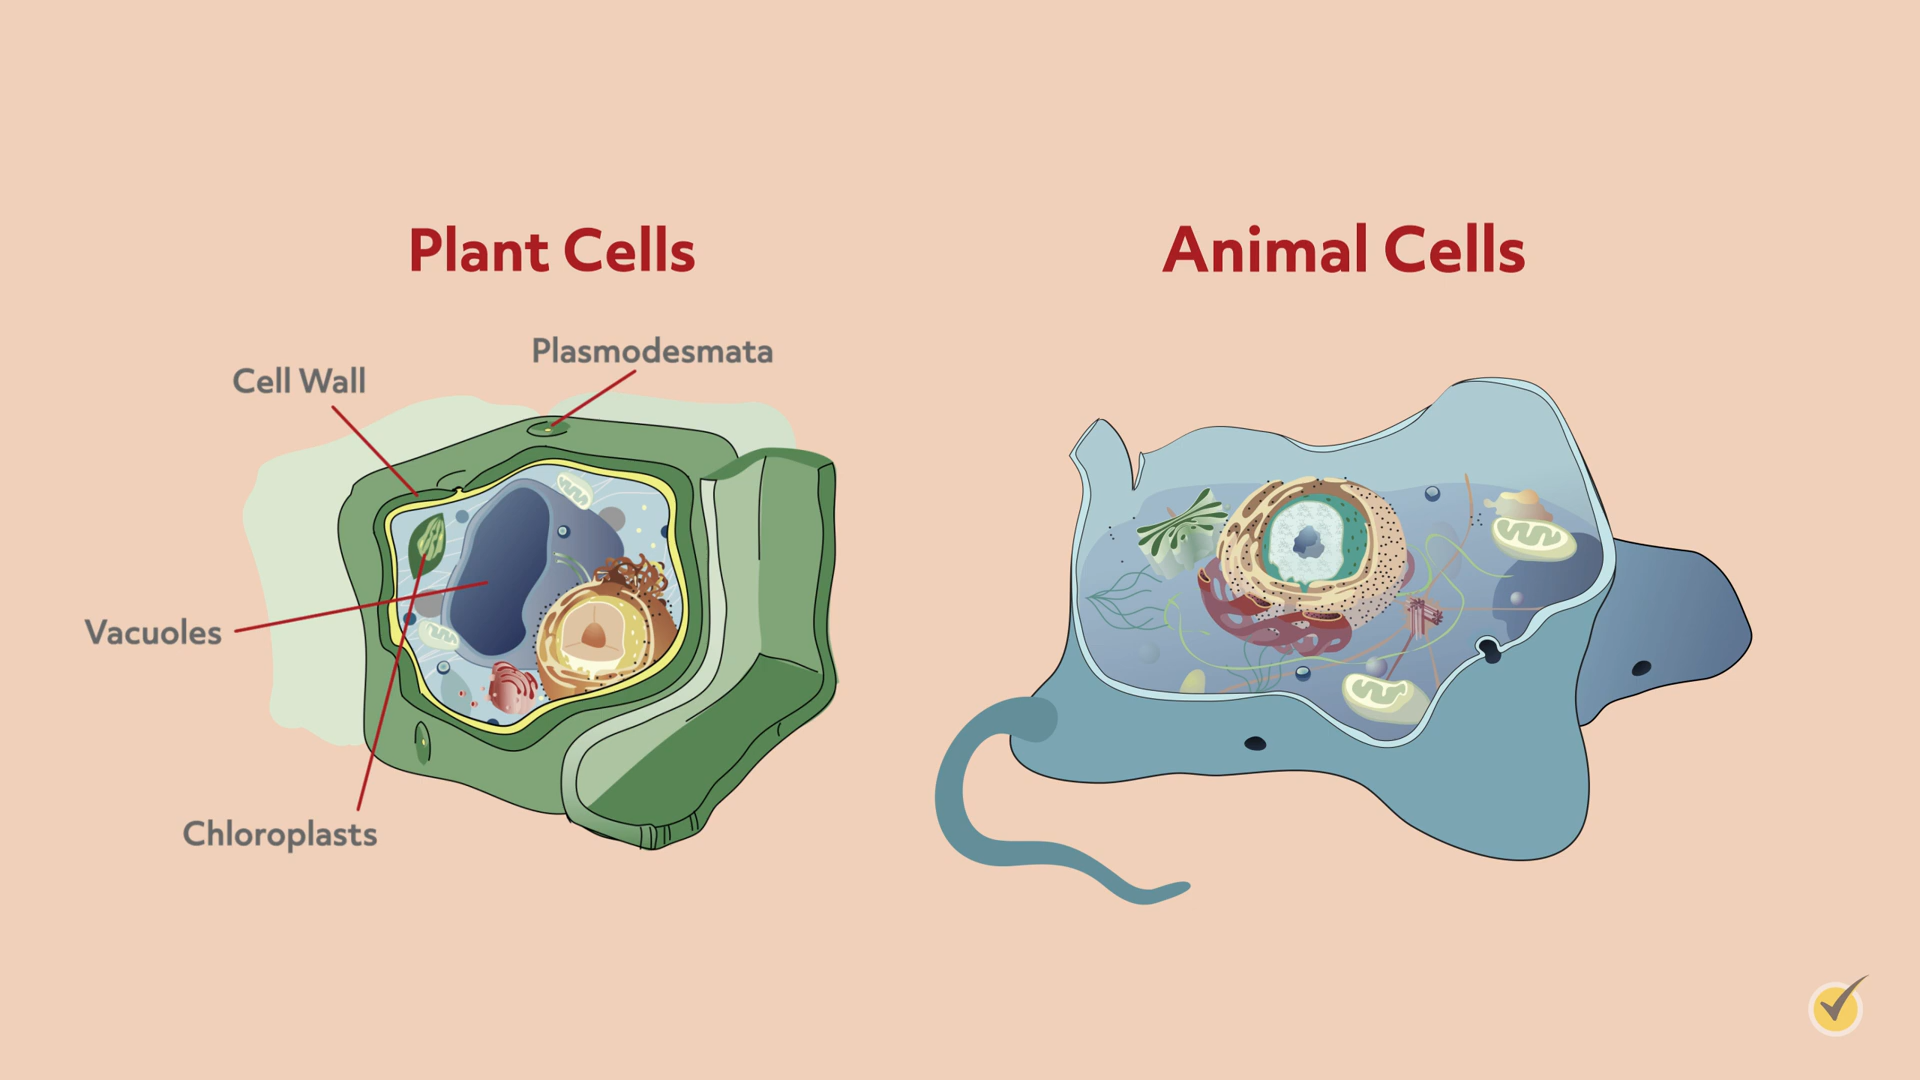 Plant Cells
Animal Cells
Plasmodesmata
Cell Wall
Vacuoles
Chloroplasts